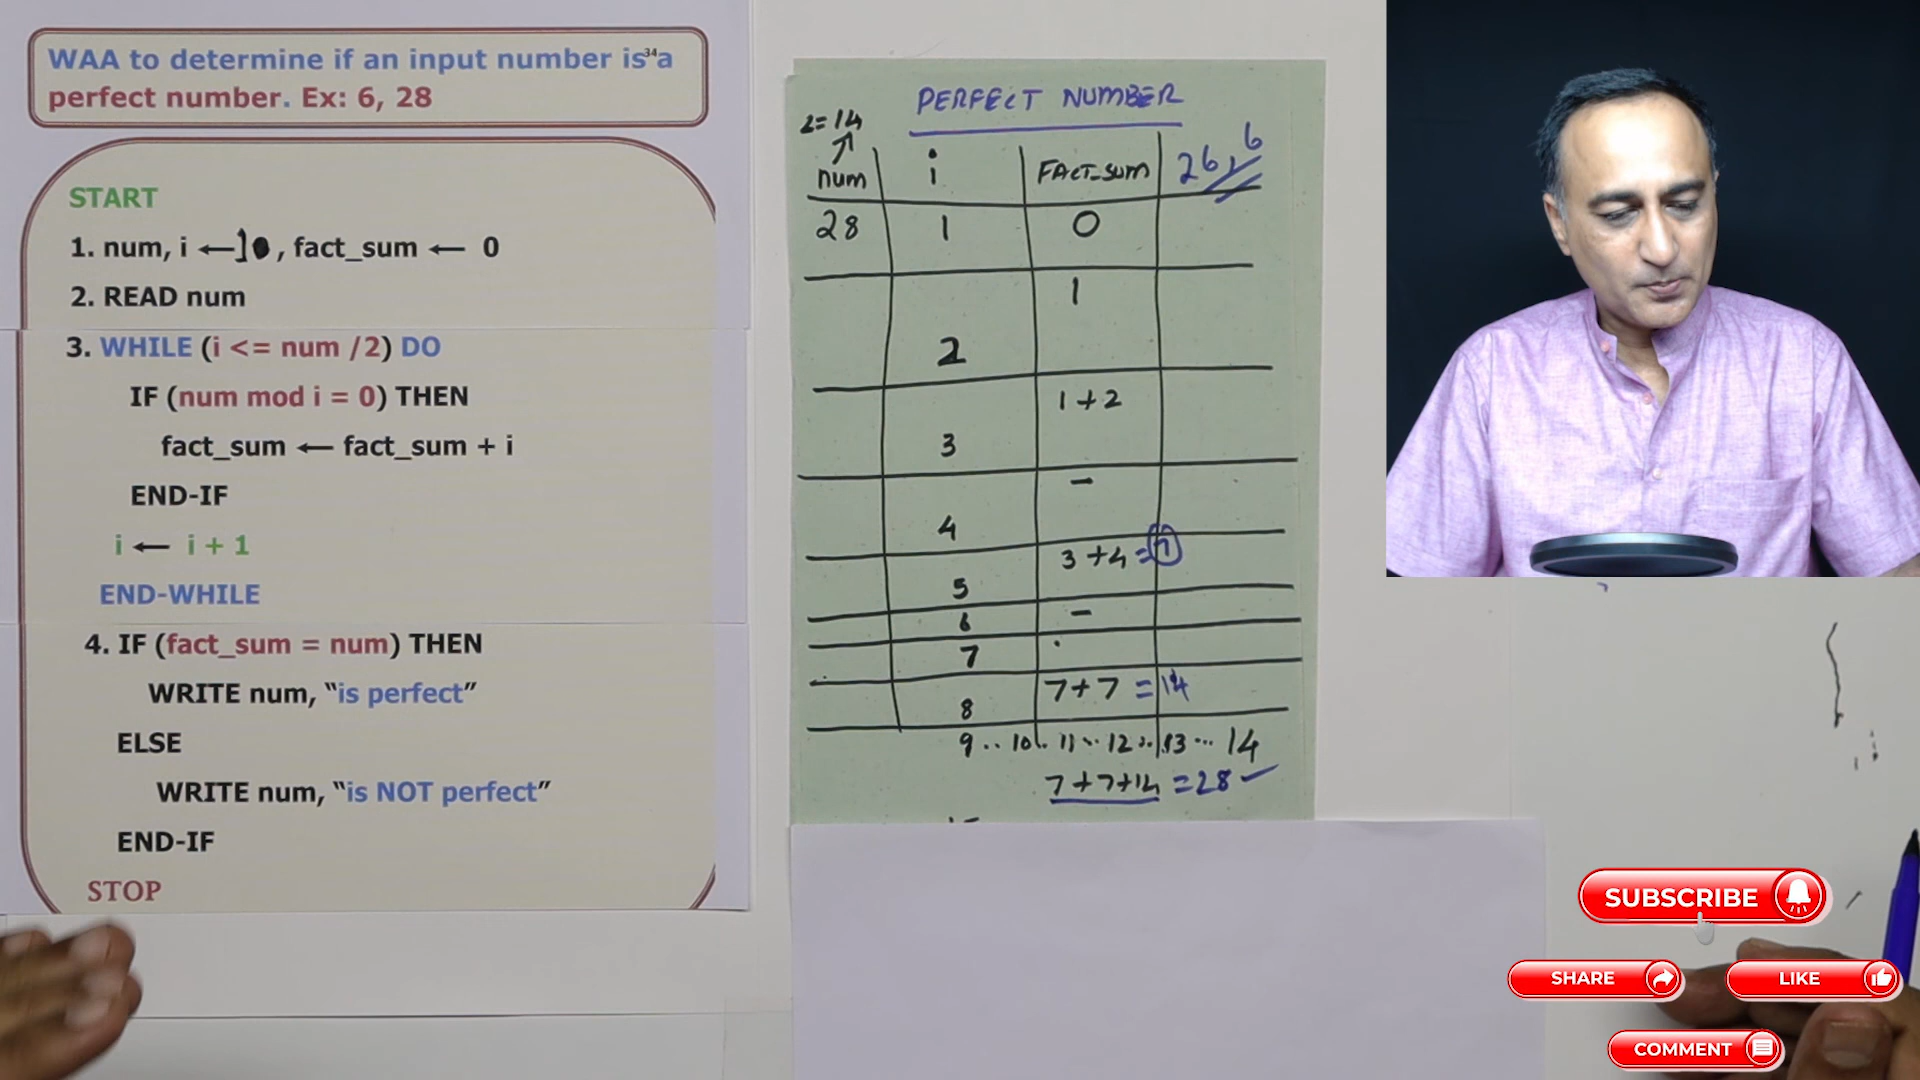 WAA to determine if an input number is 34 a
perfect number. Ex: 6, 28
START
1. num, i ← 1 , fact_sum ← 0
2. READ num
3. WHILE (i <= num /2) DO
IF (num mod i = 0) THEN
fact_sum ← fact_sum + i
END-IF
i ← i + 1
END-WHILE
4. IF (fact_sum = num) THEN
WRITE num, “is perfect”
ELSE
WRITE num, “is NOT perfect”
END-IF
STOP
PERFECT NUMBER
2=14
num i FACT_SUM 26, 6
28 1 0
1
2
1+2
3
-
4
3+4=7
5
6 -
7
7+7 =14
8
9 .. 10 .. 11 .. 12 .. 13 ... 14
7+7+14 =28 ✓
SUBSCRIBE
SHARE LIKE
COMMENT